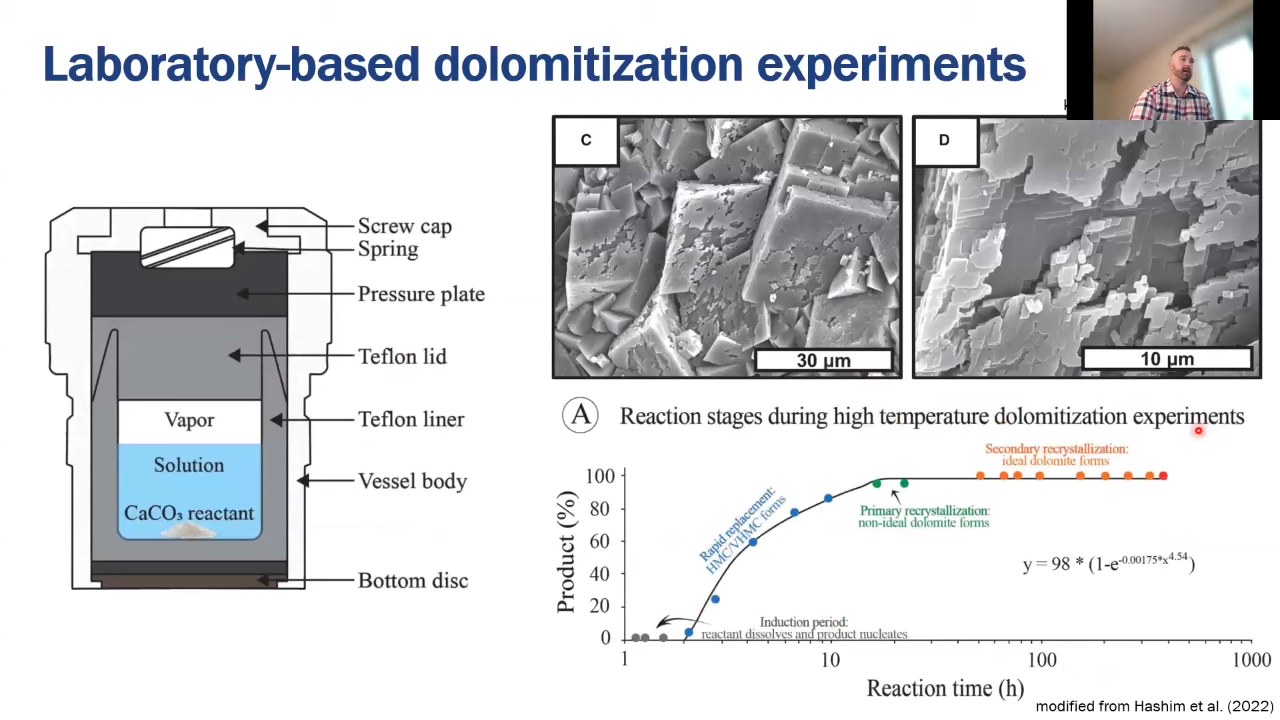 Laboratory-based dolomitization experiments
Screw cap
Spring
Pressure plate
Teflon lid
Teflon liner
Vessel body
Bottom disc
Vapor
Solution
CaCO₃ reactant
C
30 µm
D
10 µm
A Reaction stages during high temperature dolomitization experiments
Product (%)
100
80
60
40
20
0
Rapid replacement:
HMC/VHMC forms
Secondary recrystallization:
ideal dolomite forms
Primary recrystallization:
non-ideal dolomite forms
y = 98 * (1-e^-0.00175*x^4.54)
Induction period:
reactant dissolves and product nucleates
1 10 100 1000
Reaction time (h)
modified from Hashim et al. (2022)